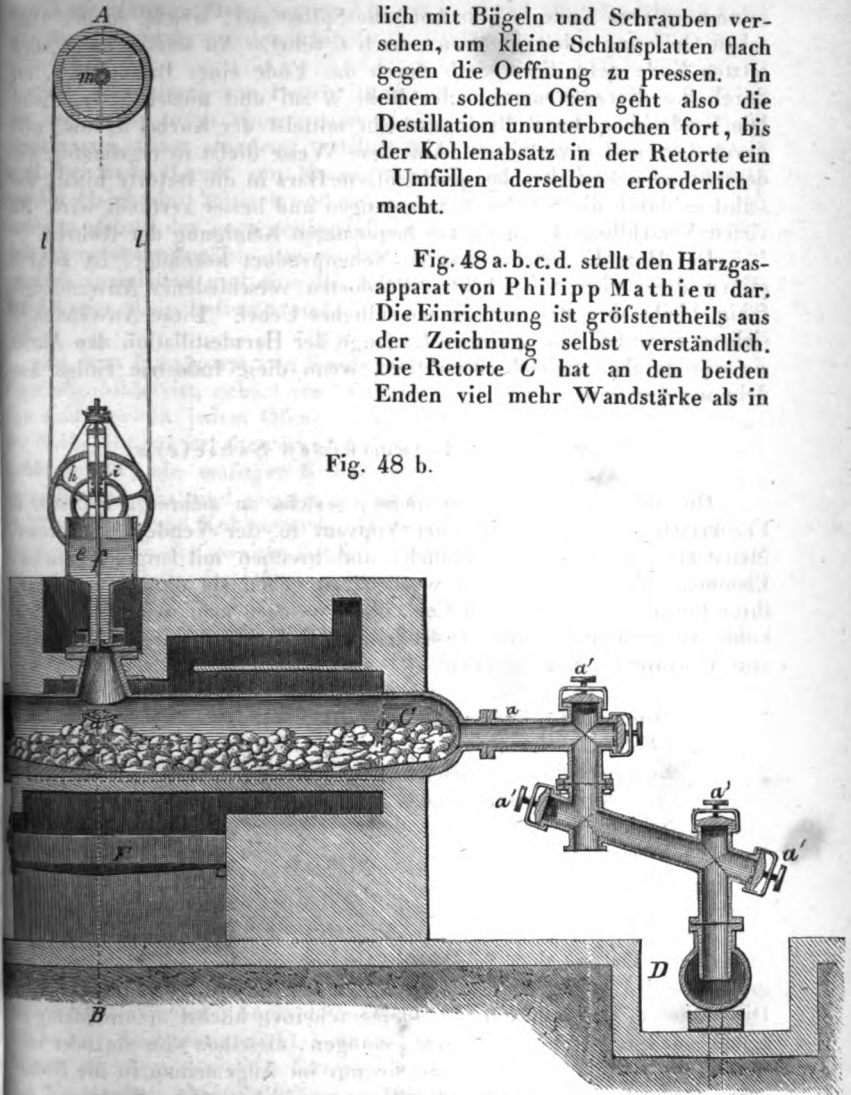 lich mit Bügeln und Schrauben ver-
sehen, um kleine Schluſsplatten flach
gegen die Oeffnung zu pressen. In
einem solchen Ofen geht also die
Destillation ununterbrochen fort, bis
der Kohlenabsatz in der Retorte ein
Umfüllen derselben erforderlich
macht.
Fig. 48 a. b. c. d. stellt den Harzgas-
apparat von Philipp Mathieu dar.
Die Einrichtung ist gröſstentheils aus
der Zeichnung selbst verständlich.
Die Retorte C hat an den beiden
Enden viel mehr Wandstärke als in
Fig. 48 b.
A
m
l l
h i
e f
d C a a'
a' a' a'
F
D
B